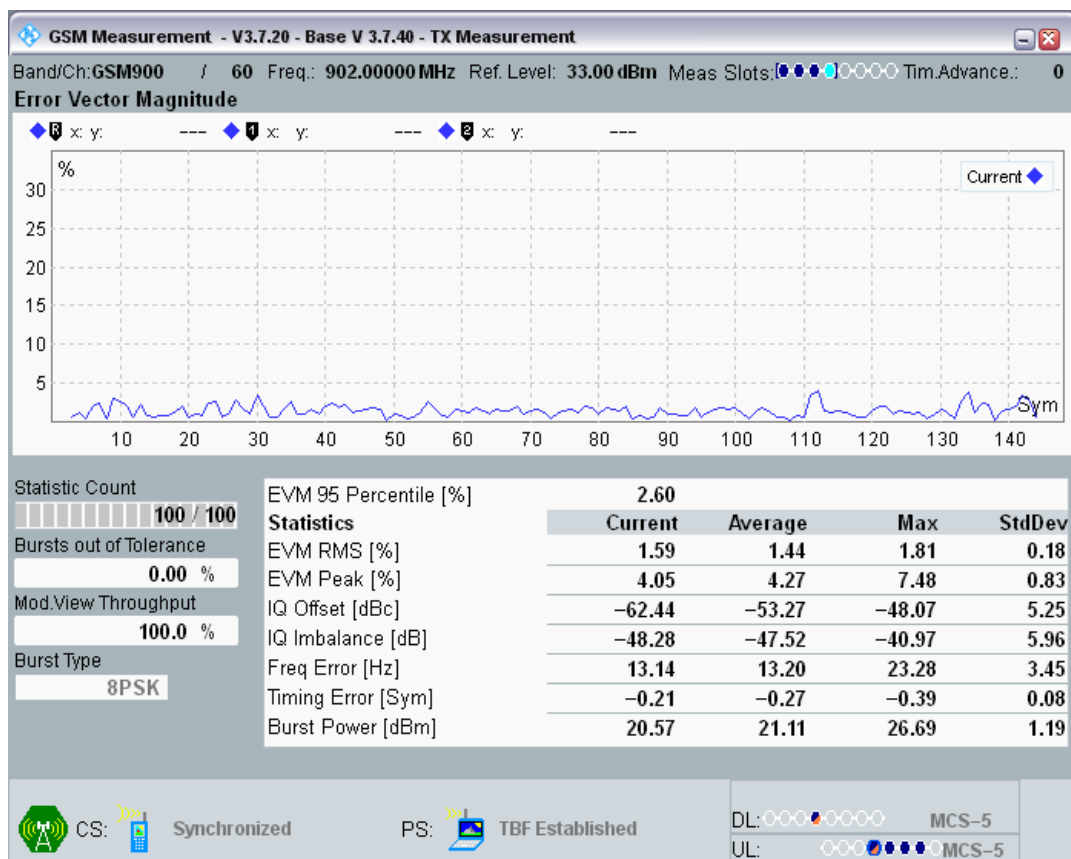 GSM Measurement - V3.7.20 - Base V 3.7.40 - TX Measurement
Band/Ch:GSM900 / 60 Freq.: 902.00000 MHz Ref. Level: 33.00 dBm Meas Slots: Tim.Advance.: 0
Error Vector Magnitude
R x: y: --- 1 x: y: --- 2 x: y: ---
%
Current
30
25
20
15
10
5
Sym
10 20 30 40 50 60 70 80 90 100 110 120 130 140
Statistic Count
100 / 100
Bursts out of Tolerance
0.00 %
Mod.View Throughput
100.0 %
Burst Type
8PSK
EVM 95 Percentile [%] 2.60
Statistics Current Average Max StdDev
EVM RMS [%] 1.59 1.44 1.81 0.18
EVM Peak [%] 4.05 4.27 7.48 0.83
IQ Offset [dBc] −62.44 −53.27 −48.07 5.25
IQ Imbalance [dB] −48.28 −47.52 −40.97 5.96
Freq Error [Hz] 13.14 13.20 23.28 3.45
Timing Error [Sym] −0.21 −0.27 −0.39 0.08
Burst Power [dBm] 20.57 21.11 26.69 1.19
CS: Synchronized PS: TBF Established
DL: MCS−5
UL: MCS−5